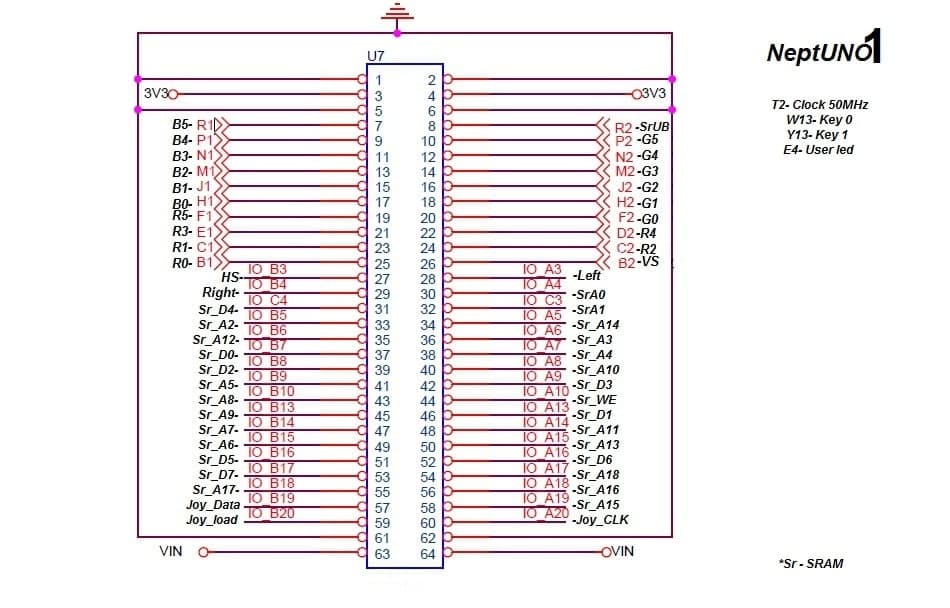 U7
NeptUNO1
1 2
3V3 3 4 3V3
5 6
B5- R1 7 8 R2 -SrUB
B4- P1 9 10 P2 -G5
B3- N1 11 12 N2 -G4
B2- M1 13 14 M2 -G3
B1- J1 15 16 J2 -G2
B0- H1 17 18 H2 -G1
R5- F1 19 20 F2 -G0
R3- E1 21 22 D2 -R4
R1- C1 23 24 C2 -R2
R0- B1 25 26 B2 -VS
HS- IO_B3 27 28 IO_A3 -Left
Right- IO_B4 29 30 IO_A4 -SrA0
Sr_D4- IO_C4 31 32 IO_C3 -SrA1
Sr_A2- IO_B5 33 34 IO_A5 -Sr_A14
Sr_A12- IO_B6 35 36 IO_A6 -Sr_A3
Sr_D0- IO_B7 37 38 IO_A7 -Sr_A4
Sr_D2- IO_B8 39 40 IO_A8 -Sr_A10
Sr_A5- IO_B9 41 42 IO_A9 -Sr_D3
Sr_A8- IO_B10 43 44 IO_A10 -Sr_WE
Sr_A9- IO_B13 45 46 IO_A13 -Sr_D1
Sr_A7- IO_B14 47 48 IO_A14 -Sr_A11
Sr_A6- IO_B15 49 50 IO_A15 -Sr_A13
Sr_D5- IO_B16 51 52 IO_A16 -Sr_D6
Sr_D7- IO_B17 53 54 IO_A17 -Sr_A18
Sr_A17- IO_B18 55 56 IO_A18 -Sr_A16
Joy_Data IO_B19 57 58 IO_A19 -Sr_A15
Joy_load IO_B20 59 60 IO_A20 -Joy_CLK
61 62
VIN 63 64 VIN
T2- Clock 50MHz
W13- Key 0
Y13- Key 1
E4- User led
*Sr - SRAM